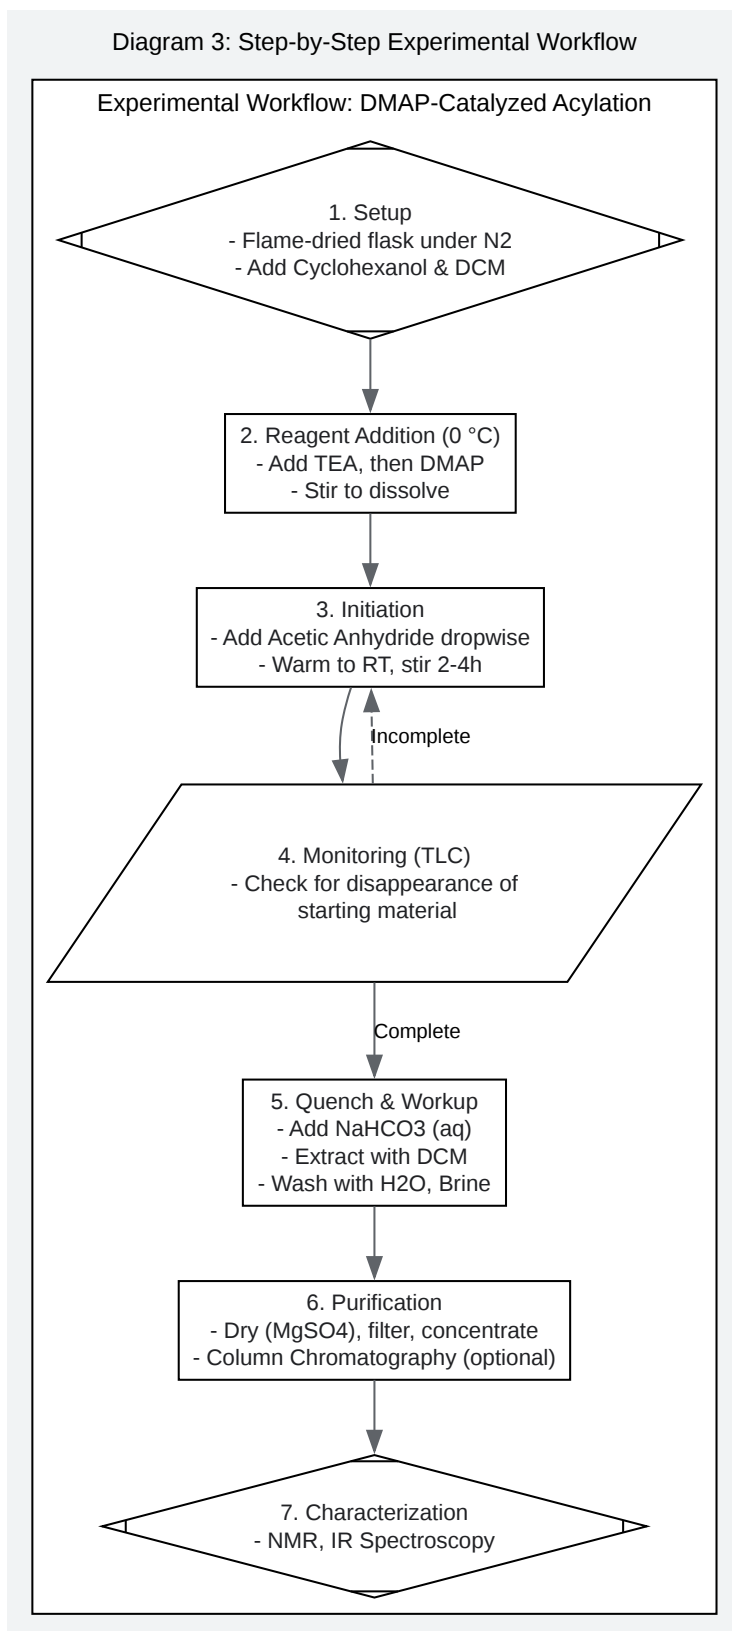 Diagram 3: Step-by-Step Experimental Workflow
Experimental Workflow: DMAP-Catalyzed Acylation
1. Setup
- Flame-dried flask under N2
- Add Cyclohexanol & DCM
2. Reagent Addition (0 °C)
- Add TEA, then DMAP
- Stir to dissolve
3. Initiation
- Add Acetic Anhydride dropwise
- Warm to RT, stir 2-4h
Incomplete
4. Monitoring (TLC)
- Check for disappearance of
starting material
Complete
5. Quench & Workup
- Add NaHCO3 (aq)
- Extract with DCM
- Wash with H2O, Brine
6. Purification
- Dry (MgSO4), filter, concentrate
- Column Chromatography (optional)
7. Characterization
- NMR, IR Spectroscopy